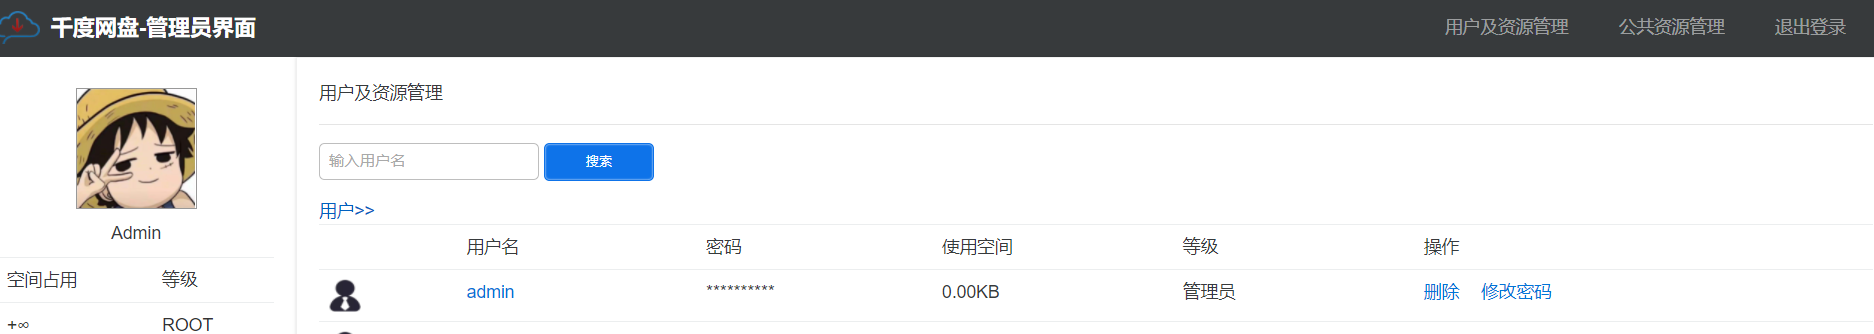 千度网盘-管理员界面 用户及资源管理 公共资源管理 退出登录
用户及资源管理
输入用户名 搜索
用户>>
Admin
用户名 密码 使用空间 等级 操作
空间占用 等级
admin ********** 0.00KB 管理员 删除 修改密码
+∞ ROOT